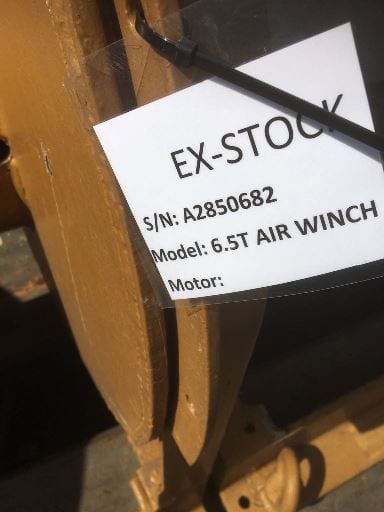 EX-STOCK
S/N: A2850682
Model: 6.5T AIR WINCH
Motor: